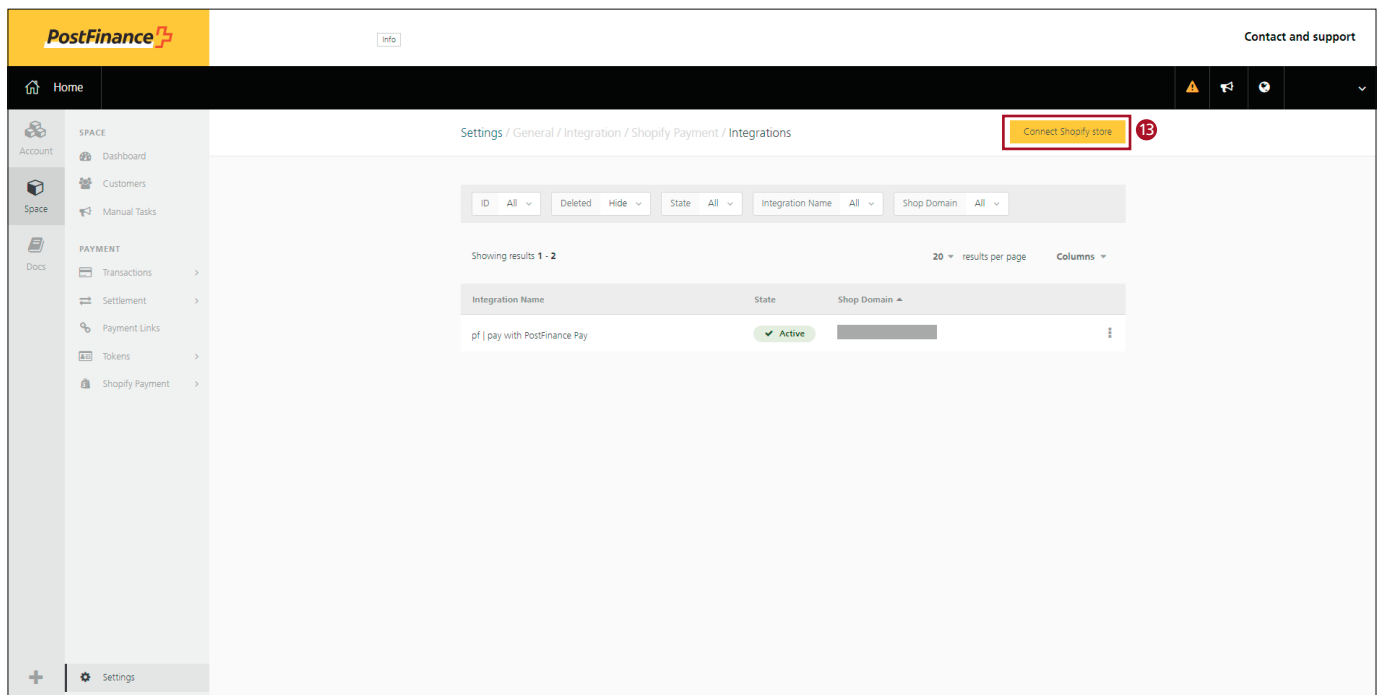 PostFinance
Info
Contact and support
Home
Account
Space
Docs
SPACE
Dashboard
Customers
Manual Tasks
PAYMENT
Transactions
Settlement
Payment Links
Tokens
Shopify Payment
Settings
Settings / General / Integration / Shopify Payment / Integrations
Connect Shopify store
13
ID All Deleted Hide State All Integration Name All Shop Domain All
Showing results 1 - 2
20 results per page Columns
Integration Name State Shop Domain
pf | pay with PostFinance Pay Active